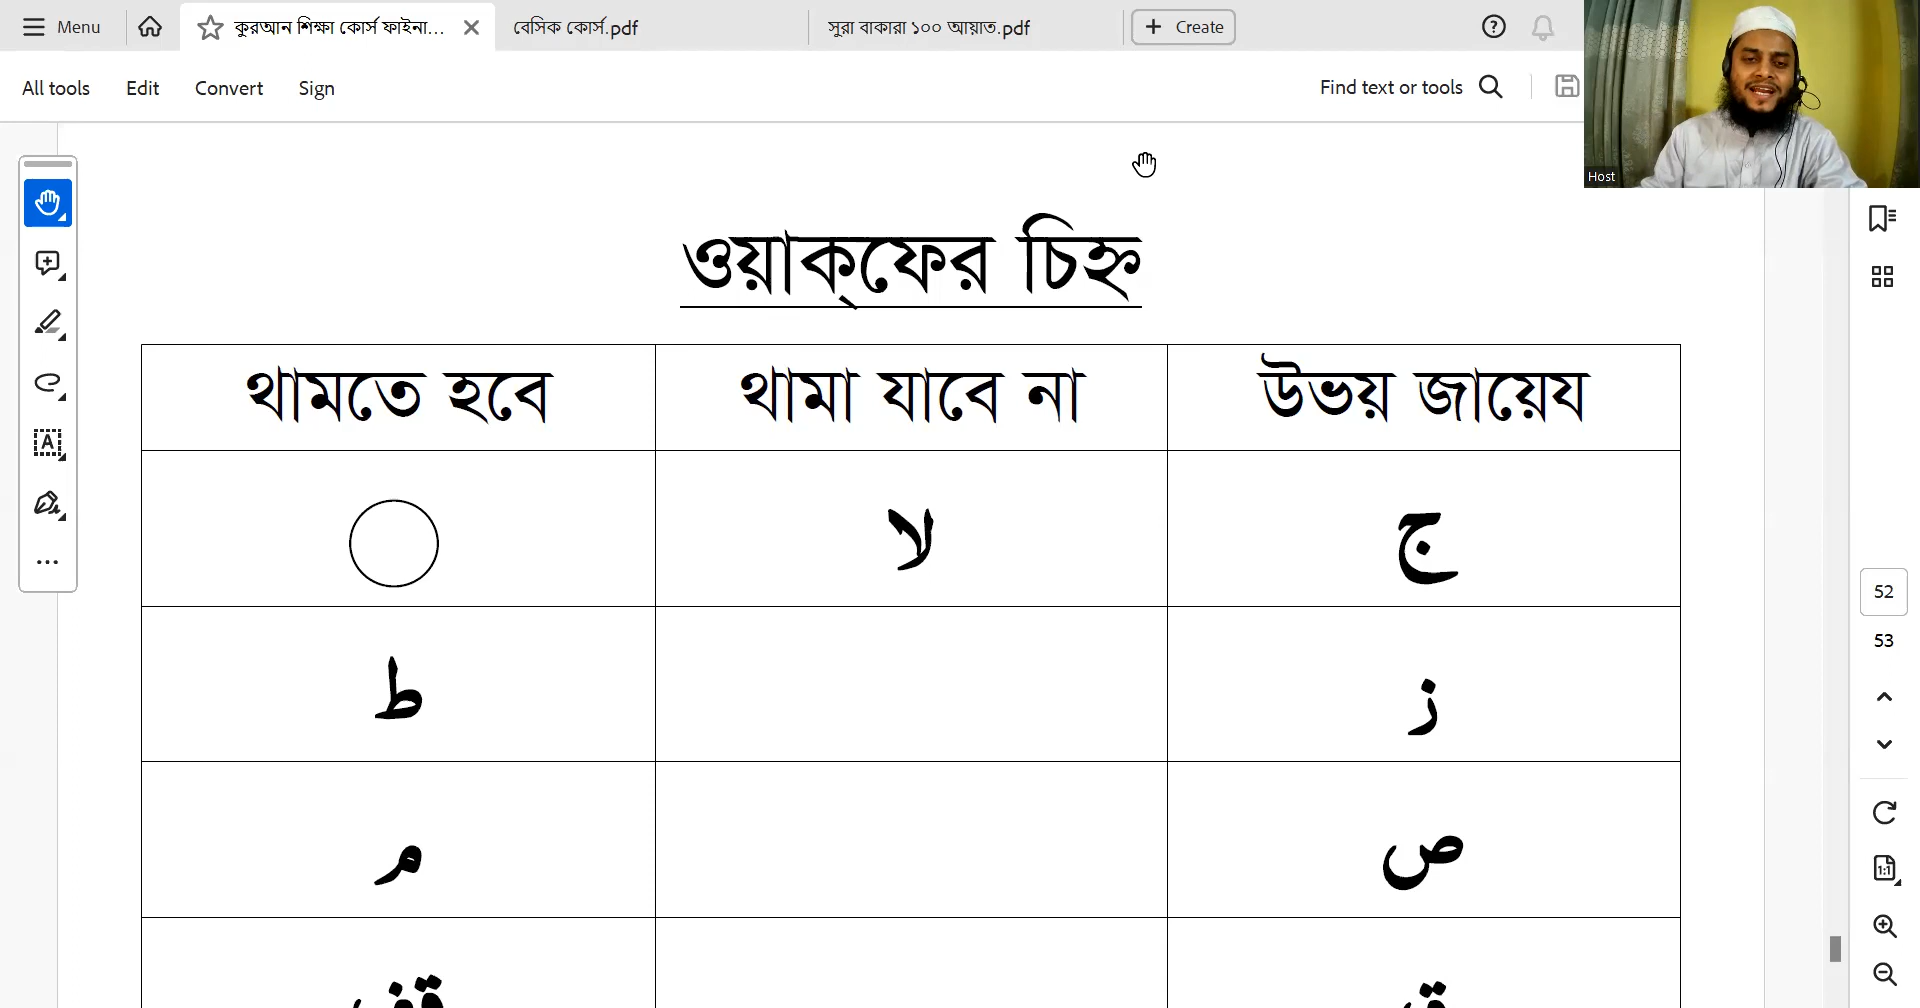 Menu কুরআন শিক্ষা কোর্স ফাইনা... বেসিক কোর্স.pdf সুরা বাকারা ১০০ আয়াত.pdf Create
All tools Edit Convert Sign Find text or tools
Host
ওয়াক্‌ফের চিহ্ন
থামতে হবে থামা যাবে না উভয় জায়েয
لا ج
ط ز
م ص
قف ق
52
53